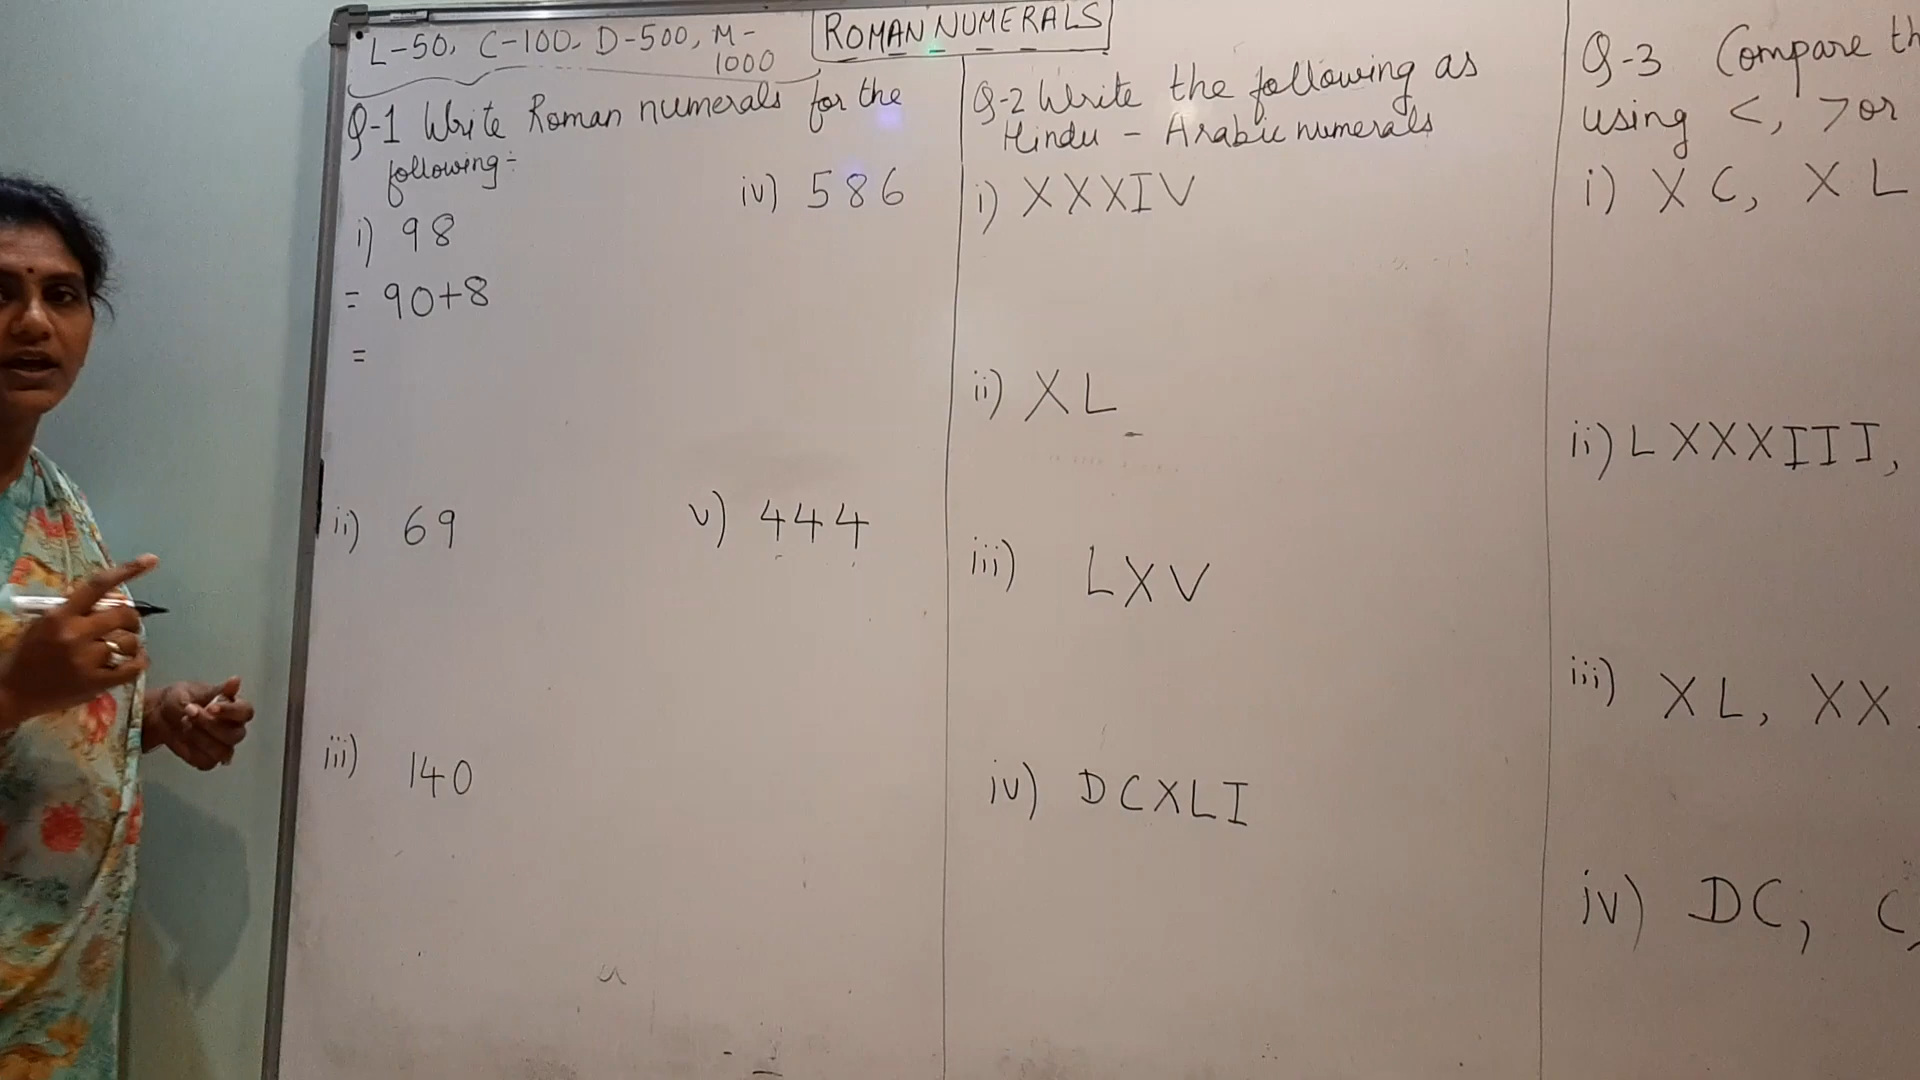 L-50, C-100, D-500, M-
1000
ROMAN NUMERALS
Q-1 Write Roman numerals for the
following:-
i) 98
= 90+8
=
ii) 69
iii) 140
iv) 586
v) 444
Q-2 Write the following as
Hindu - Arabic numerals
i) XXXIV
ii) XL
iii) LXV
iv) DCXLI
Q-3 Compare th
using <, > or
i) XC, XL
ii) LXXXIII,
iii) XL, XX
iv) DC, C